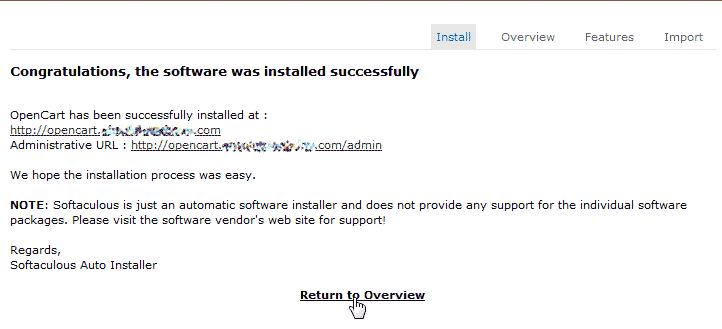 Install Overview Features Import
Congratulations, the software was installed successfully
OpenCart has been successfully installed at :
http://opencart. .com
Administrative URL : http://opencart. .com/admin
We hope the installation process was easy.
NOTE: Softaculous is just an automatic software installer and does not provide any support for the individual software
packages. Please visit the software vendor's web site for support!
Regards,
Softaculous Auto Installer
Return to Overview